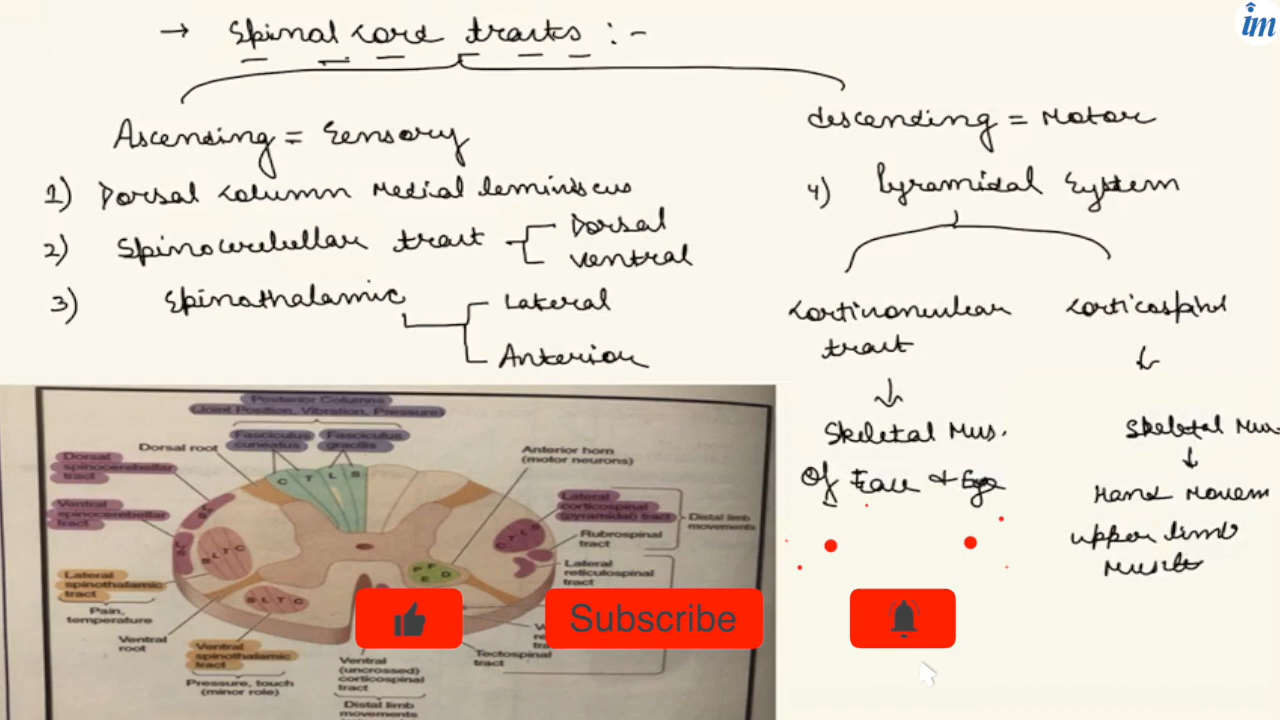 im
→ Spinal cord tracts :-
Ascending = Sensory
1) Dorsal column Medial leminiscus
2) Spinocerebellar tract
Dorsal
Ventral
3) Spinothalamic
Lateral
Anterior
descending = Motor
4) Pyramidal System
Corticonuclear
tract
Skeletal Mus.
Of Face & Eye
Corticospinal
Skeletal Mus
Hand Movem
upper limb
Muscle
Posterior Columns
(Joint Position, Vibration, Pressure)
Fasciculus
cuneatus
Fasciculus
gracilis
Dorsal root
Dorsal
spinocerebellar
tract
Ventral
spinocerebellar
tract
Lateral
spinothalamic
tract
Pain,
temperature
Ventral
root
Ventral
spinothalamic
tract
Pressure, touch
(minor role)
Anterior horn
(motor neurons)
Lateral
corticospinal
(pyramidal) tract
Distal limb
movements
Rubrospinal
tract
Lateral
reticulospinal
tract
Tectospinal
tract
Ventral
(uncrossed)
corticospinal
tract
Distal limb
movements
C T L S
S L T C
S L T C
C T L S
P F
E D
Subscribe